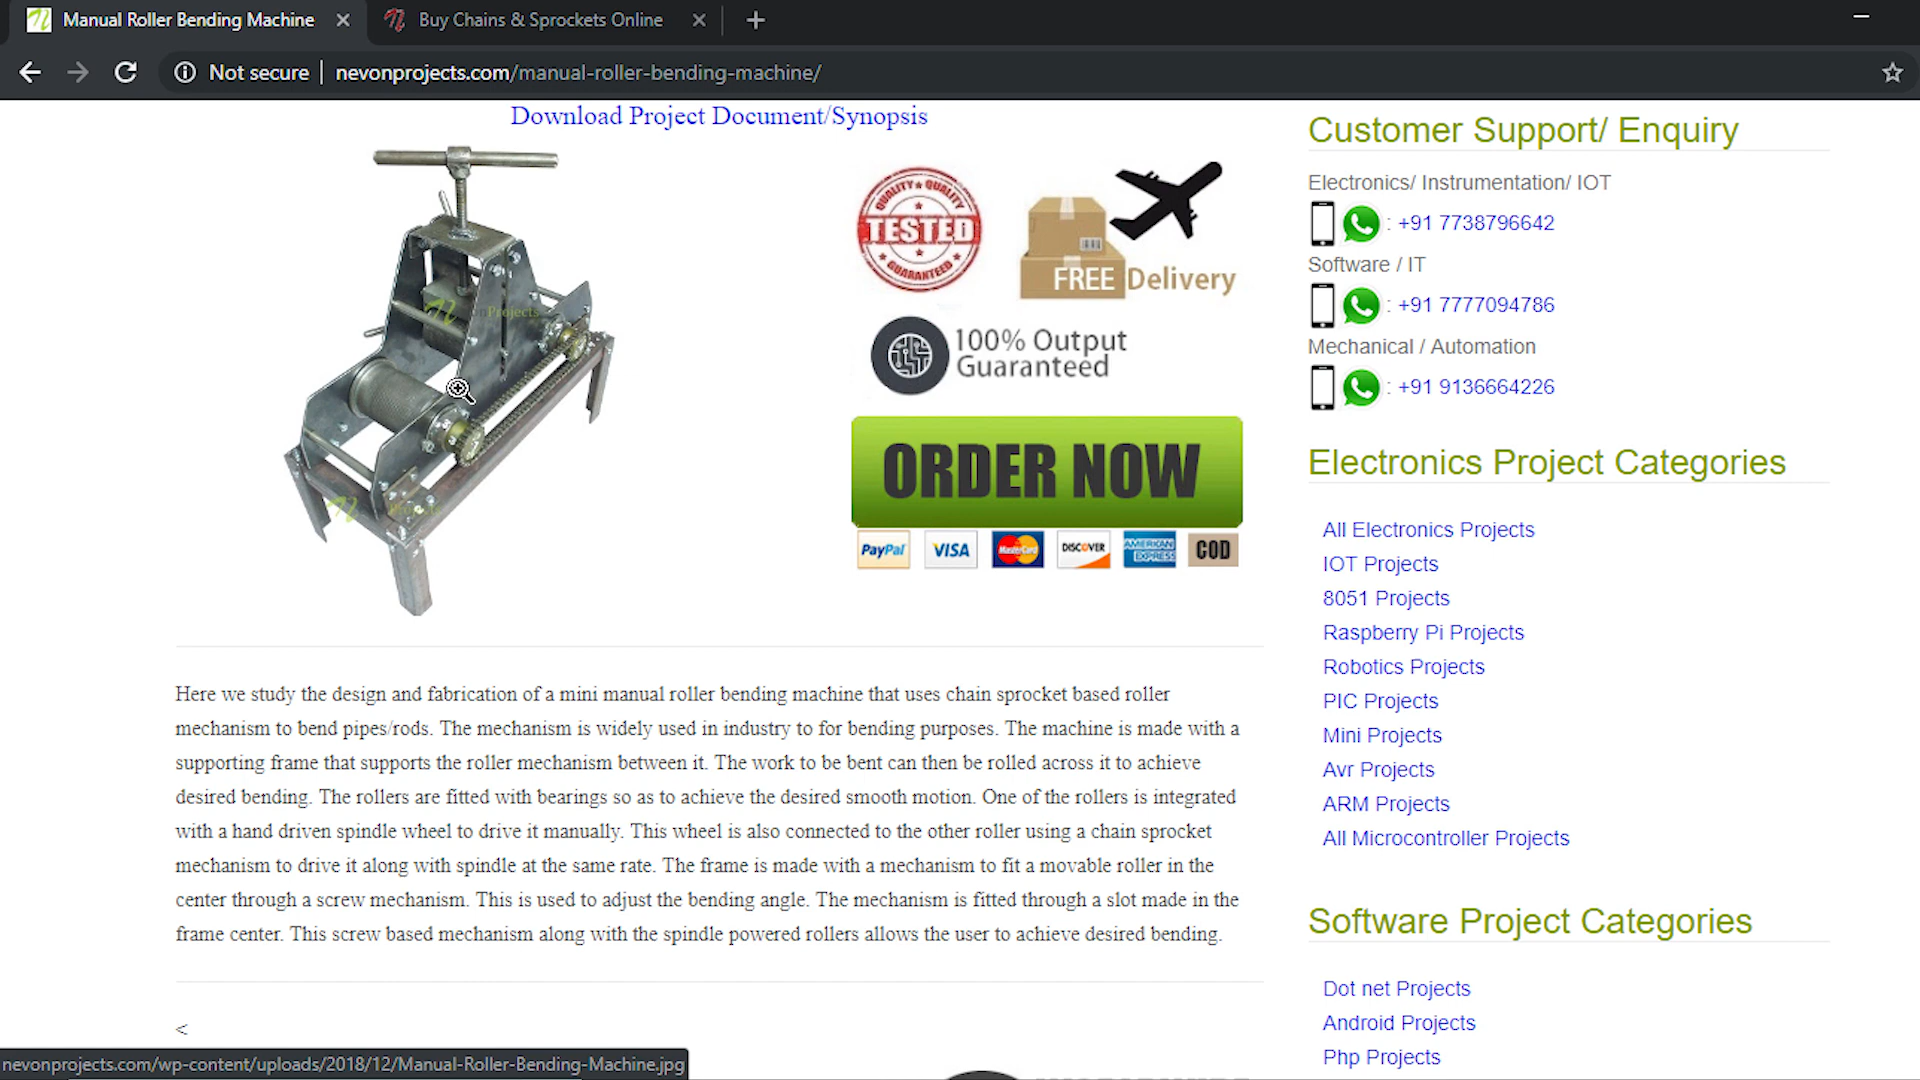 Manual Roller Bending Machine
Buy Chains & Sprockets Online
Not secure
nevonprojects.com/manual-roller-bending-machine/
Download Project Document/Synopsis
Projects
QUALITY ★ QUALITY
TESTED
GUARANTEED
FREE Delivery
100% Output
Guaranteed
ORDER NOW
PayPal
VISA
MasterCard
DISCOVER
AMERICAN EXPRESS
COD
Here we study the design and fabrication of a mini manual roller bending machine that uses chain sprocket based roller
mechanism to bend pipes/rods. The mechanism is widely used in industry to for bending purposes. The machine is made with a
supporting frame that supports the roller mechanism between it. The work to be bent can then be rolled across it to achieve
desired bending. The rollers are fitted with bearings so as to achieve the desired smooth motion. One of the rollers is integrated
with a hand driven spindle wheel to drive it manually. This wheel is also connected to the other roller using a chain sprocket
mechanism to drive it along with spindle at the same rate. The frame is made with a mechanism to fit a movable roller in the
center through a screw mechanism. This is used to adjust the bending angle. The mechanism is fitted through a slot made in the
frame center. This screw based mechanism along with the spindle powered rollers allows the user to achieve desired bending.
<
nevonprojects.com/wp-content/uploads/2018/12/Manual-Roller-Bending-Machine.jpg
Customer Support/ Enquiry
Electronics/ Instrumentation/ IOT
: +91 7738796642
Software / IT
: +91 7777094786
Mechanical / Automation
: +91 9136664226
Electronics Project Categories
All Electronics Projects
IOT Projects
8051 Projects
Raspberry Pi Projects
Robotics Projects
PIC Projects
Mini Projects
Avr Projects
ARM Projects
All Microcontroller Projects
Software Project Categories
Dot net Projects
Android Projects
Php Projects